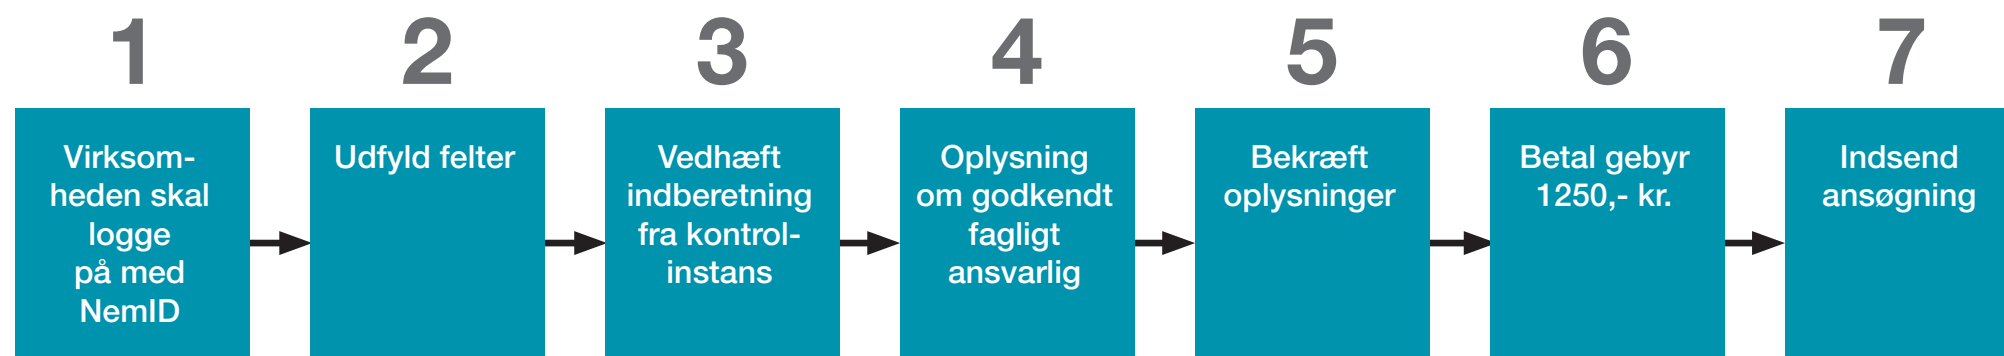 1
Virksom-
heden skal
logge
på med
NemID
2
Udfyld felter
3
Vedhæft
indberetning
fra kontrol-
instans
4
Oplysning
om godkendt
fagligt
ansvarlig
5
Bekræft
oplysninger
6
Betal gebyr
1250,- kr.
7
Indsend
ansøgning